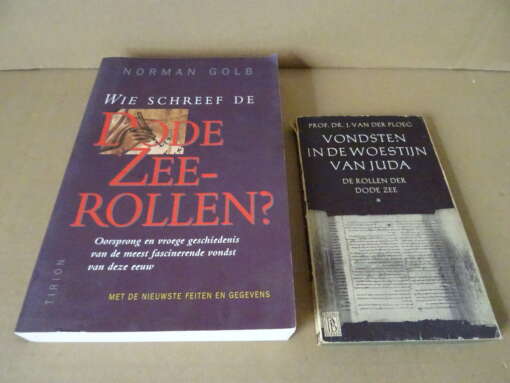 NORMAN GOLB
WIE SCHREEF DE
DODE
ZEE-
ROLLEN?
Oorsprong en vroege geschiedenis
van de meest fascinerende vondst
van deze eeuw
TIRION
MET DE NIEUWSTE FEITEN EN GEGEVENS
PROF. DR. J. VAN DER PLOEG
VONDSTEN
IN DE WOESTIJN
VAN JUDA
DE ROLLEN DER
DODE ZEE
*